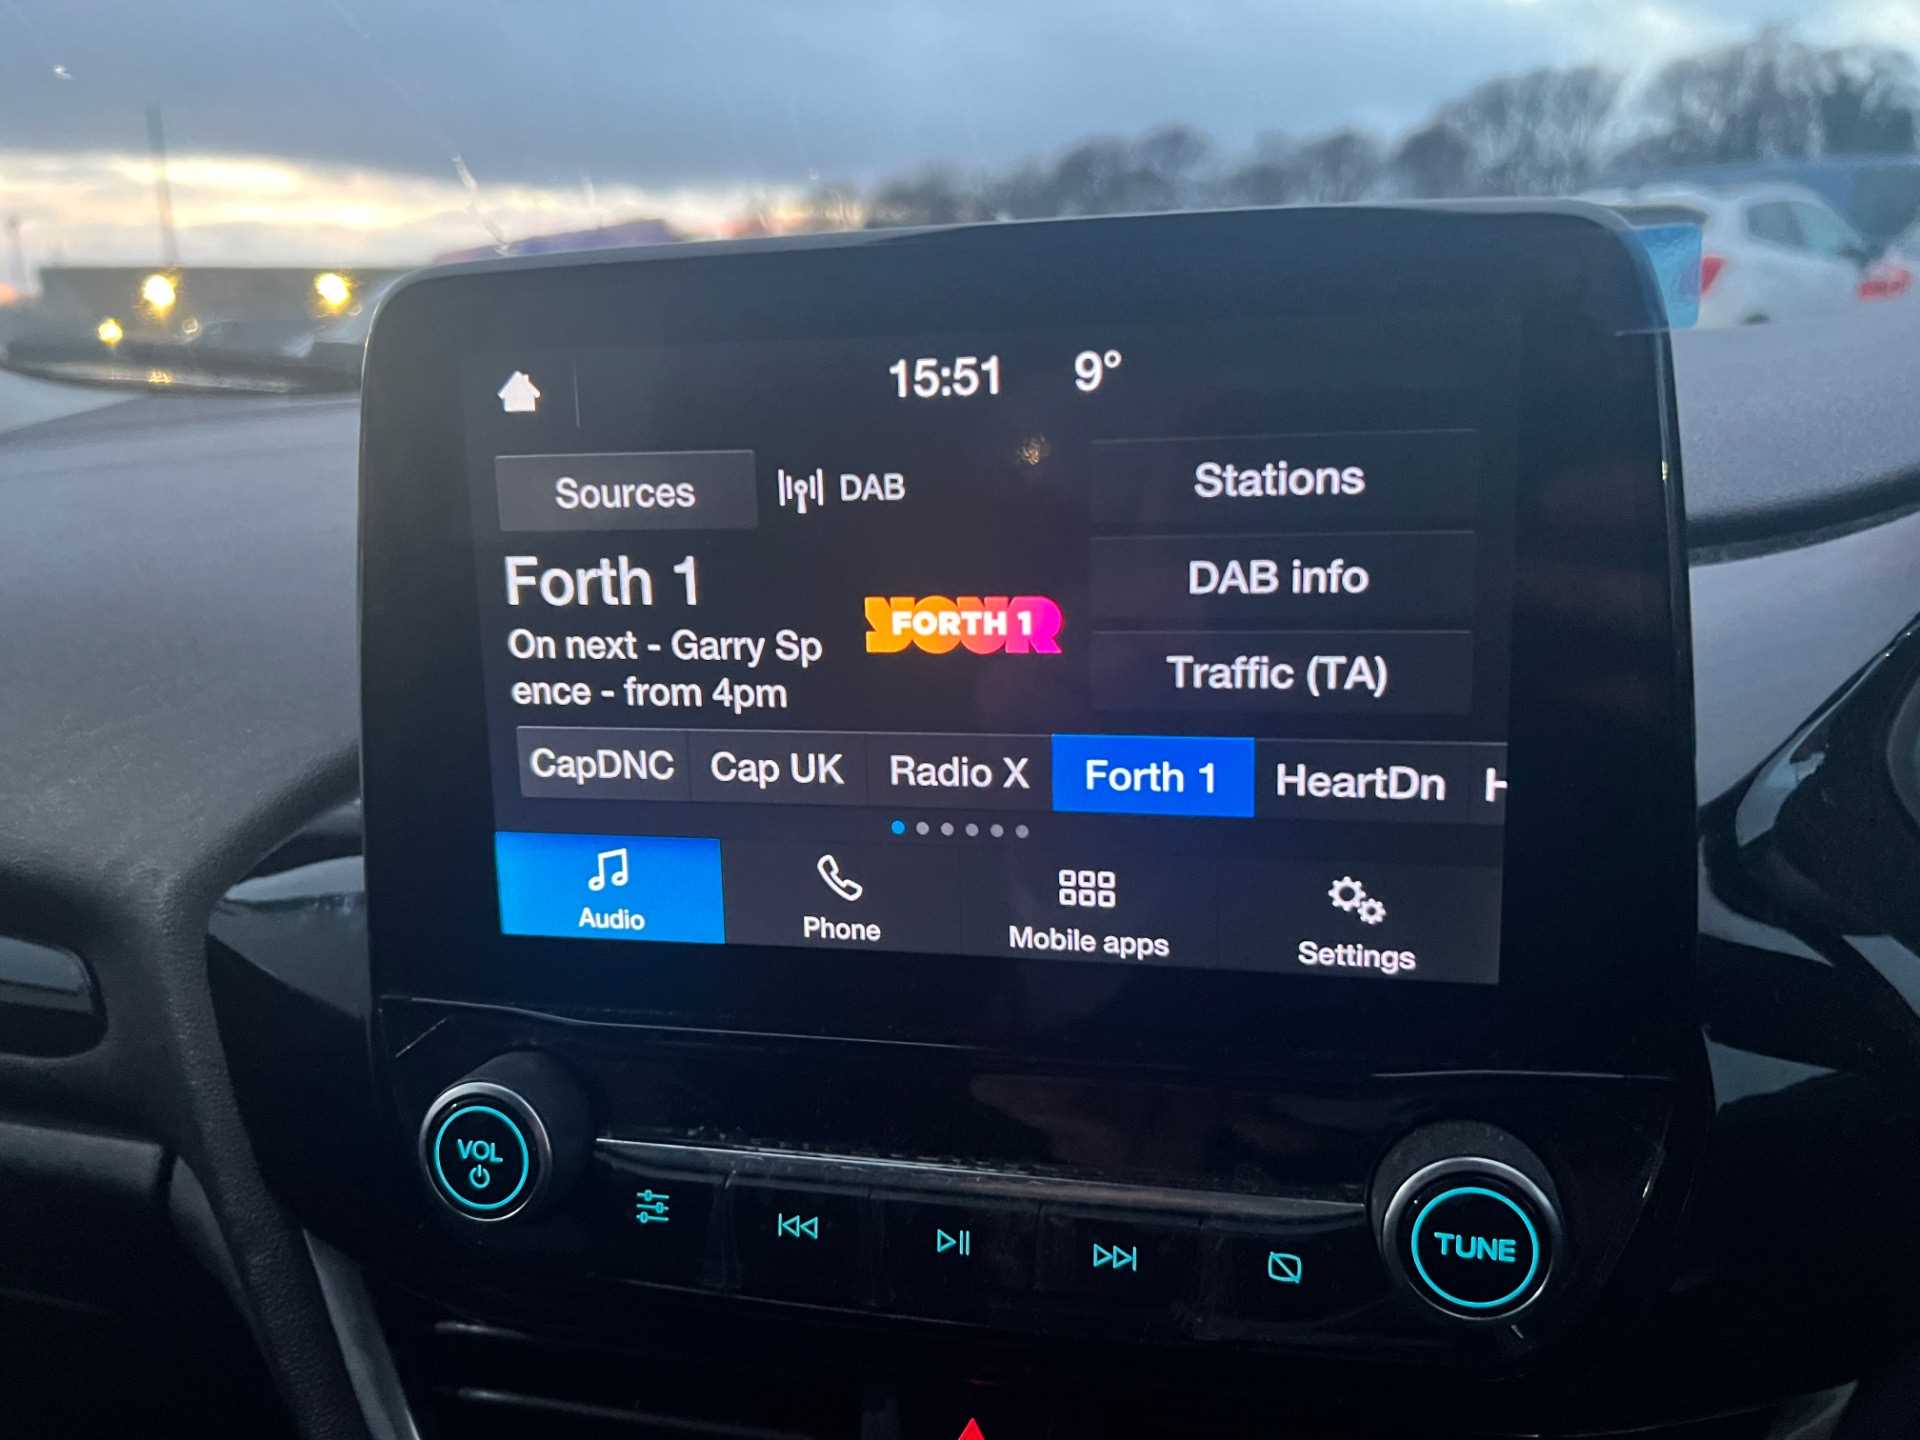 15:51 9°
Sources DAB Stations
Forth 1
FORTH 1
YOUR
DAB info
On next - Garry Sp
ence - from 4pm
Traffic (TA)
CapDNC Cap UK Radio X Forth 1 HeartDn H
Audio Phone Mobile apps Settings
VOL
TUNE